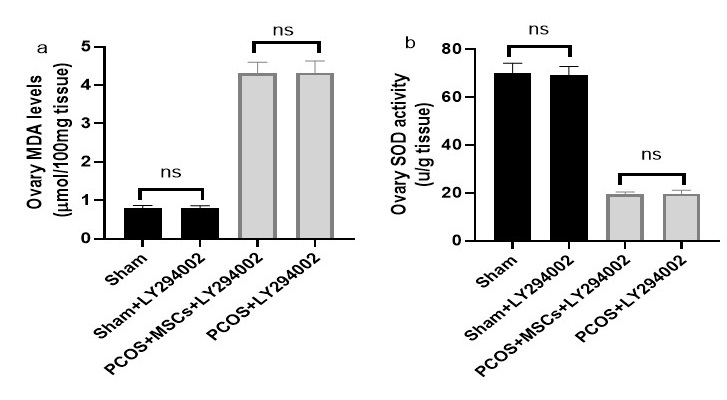 a
Ovary MDA levels
(μmol/100mg tissue)
5
4
3
2
1
0
ns
ns
Sham
Sham+LY294002
PCOS+MSCs+LY294002
PCOS+LY294002
b
Ovary SOD activity
(u/g tissue)
80
60
40
20
0
ns
ns
Sham
Sham+LY294002
PCOS+MSCs+LY294002
PCOS+LY294002